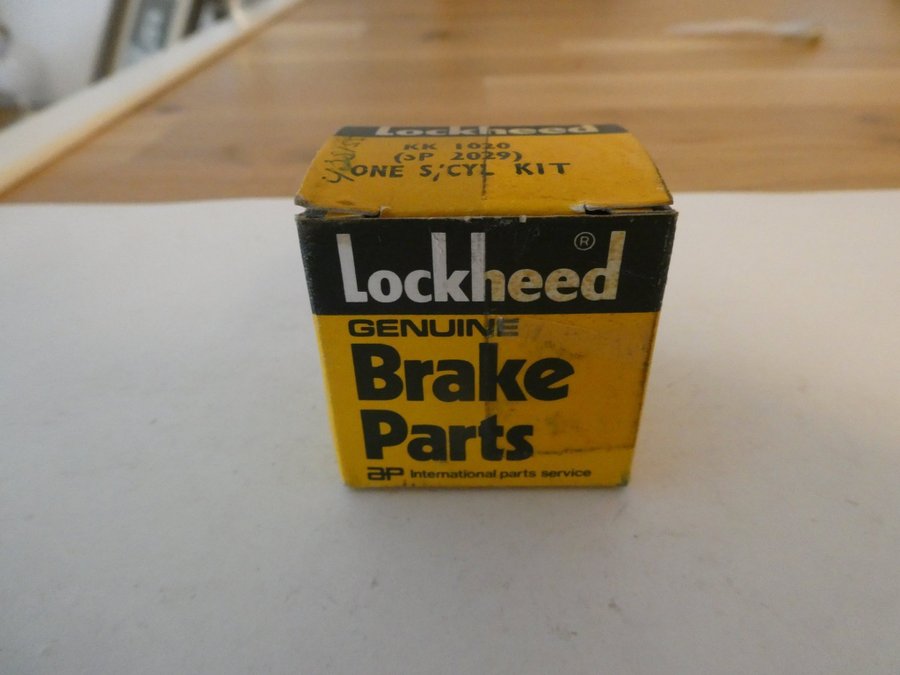 Lockheed
KK 1020
(SP 2029)
ONE S/CYL KIT
Lockheed ®
GENUINE
Brake
Parts
ap International parts service